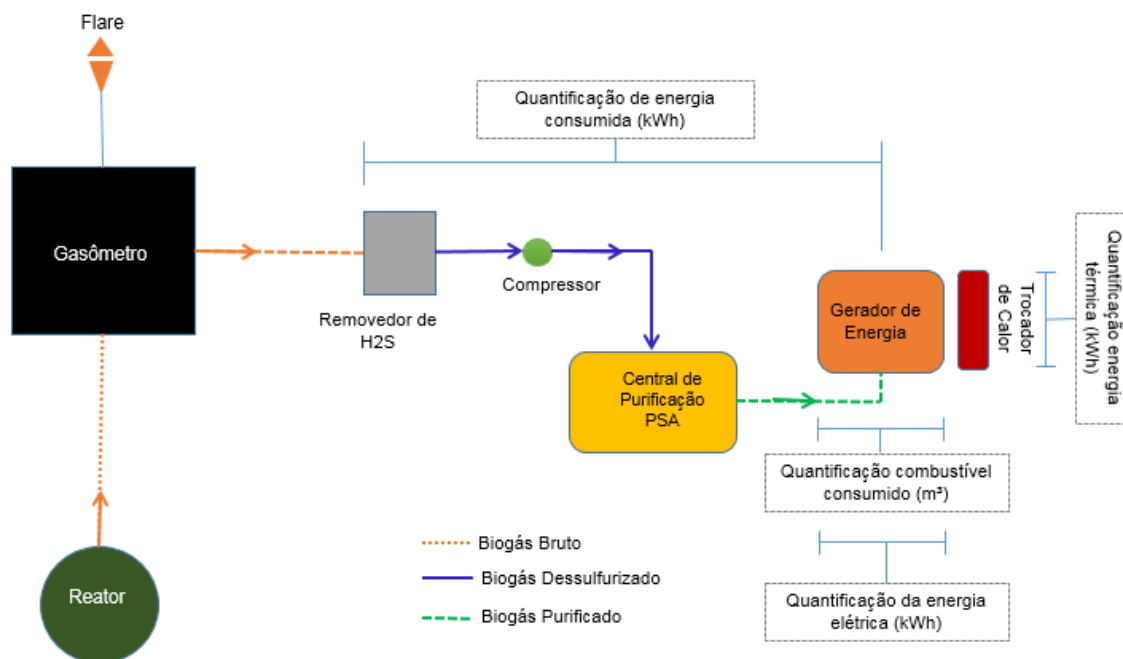 Flare
Quantificação de energia
consumida (kWh)
Gasômetro
Removedor de
H2S
Compressor
Gerador de
Energia
Trocador
de Calor
Quantificação energia
térmica (kWh)
Central de
Purificação
PSA
Quantificação combustível
consumido (m³)
Biogás Bruto
Biogás Dessulfurizado
Biogás Purificado
Quantificação da energia
elétrica (kWh)
Reator